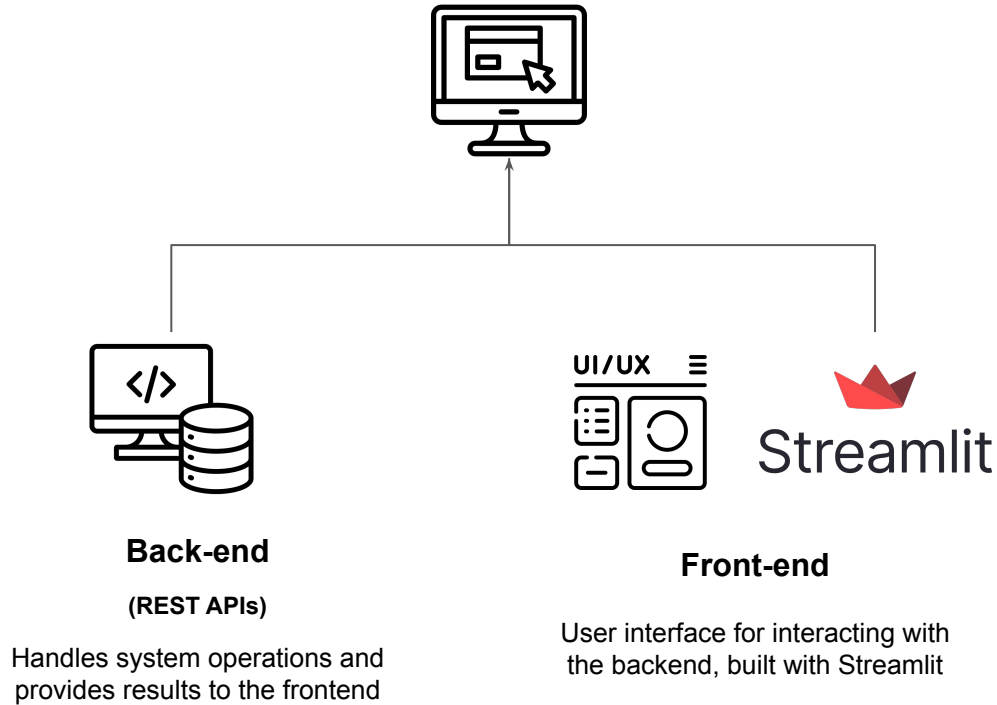 </>
UI/UX
Streamlit
Back-end
(REST APIs)
Handles system operations and
provides results to the frontend
Front-end
User interface for interacting with
the backend, built with Streamlit